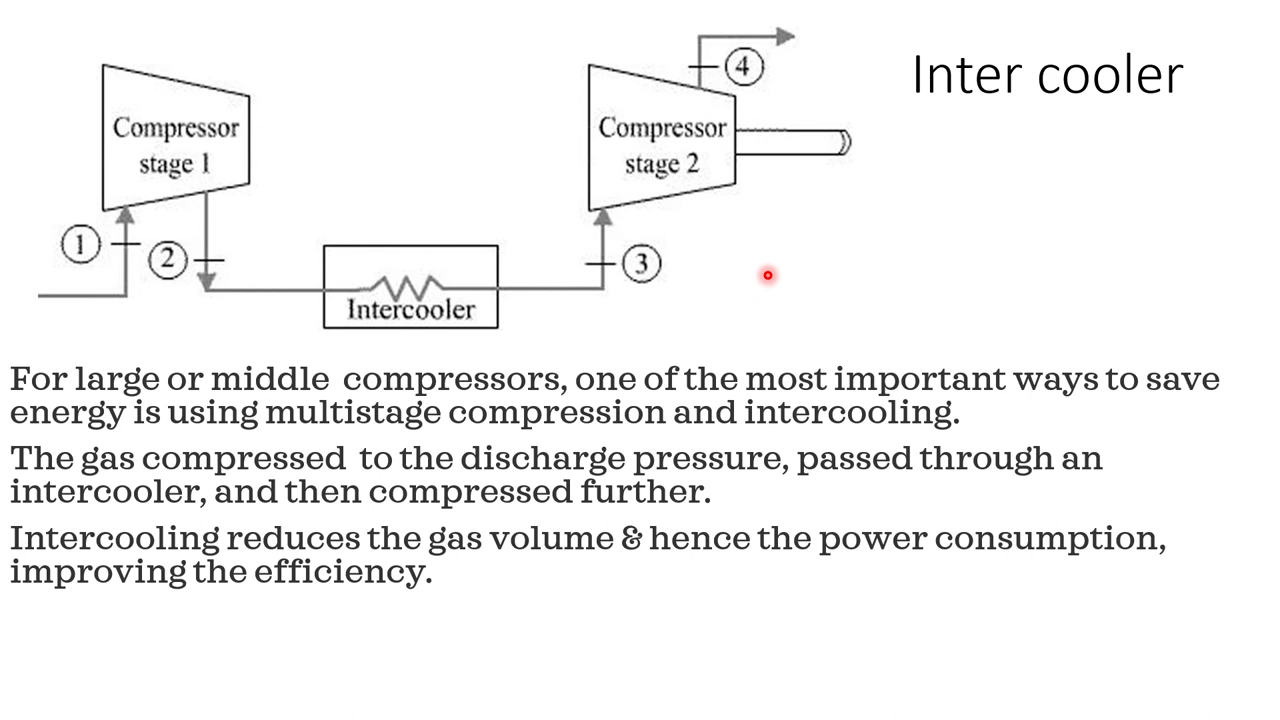 Inter cooler
Compressor
stage 1
Compressor
stage 2
4
1
2
3
Intercooler
For large or middle  compressors, one of the most important ways to save
energy is using multistage compression and intercooling.
The gas compressed  to the discharge pressure, passed through an
intercooler, and then compressed further.
Intercooling reduces the gas volume & hence the power consumption,
improving the efficiency.